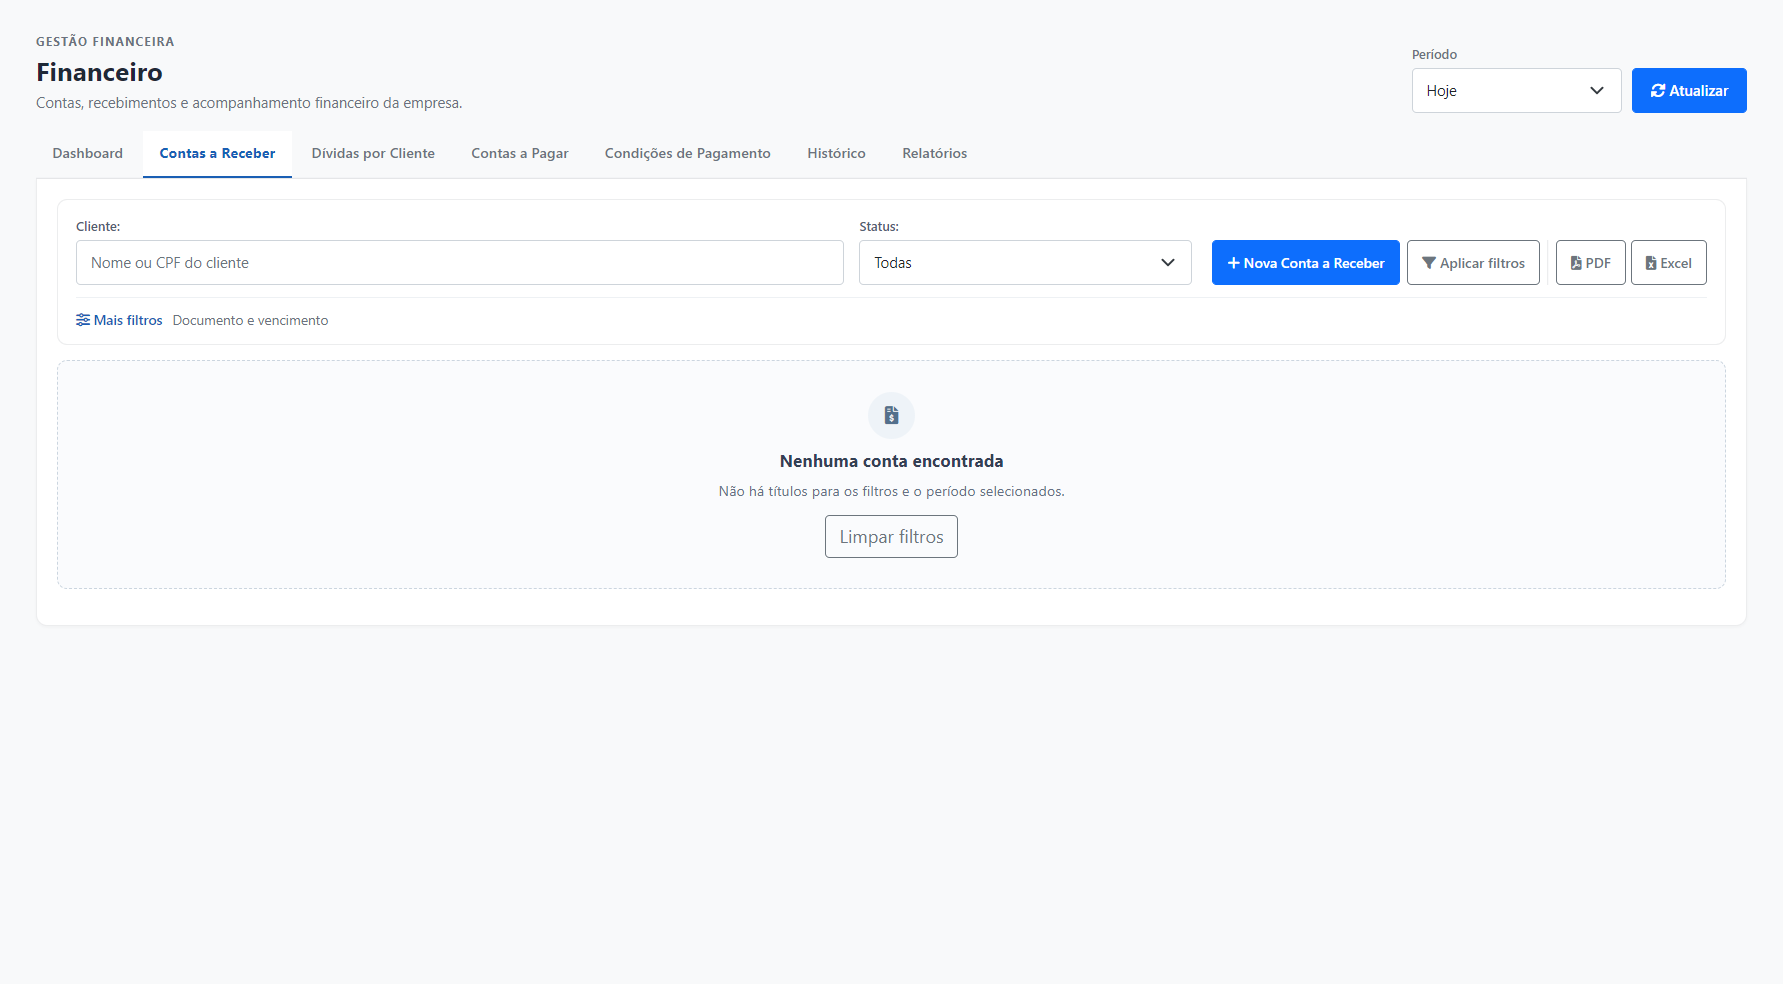 GESTÃO FINANCEIRA
Financeiro
Contas, recebimentos e acompanhamento financeiro da empresa.
Período
Hoje
Atualizar
Dashboard
Contas a Receber
Dívidas por Cliente
Contas a Pagar
Condições de Pagamento
Histórico
Relatórios
Cliente:
Nome ou CPF do cliente
Status:
Todas
Nova Conta a Receber
Aplicar filtros
PDF
Excel
Mais filtros
Documento e vencimento
Nenhuma conta encontrada
Não há títulos para os filtros e o período selecionados.
Limpar filtros